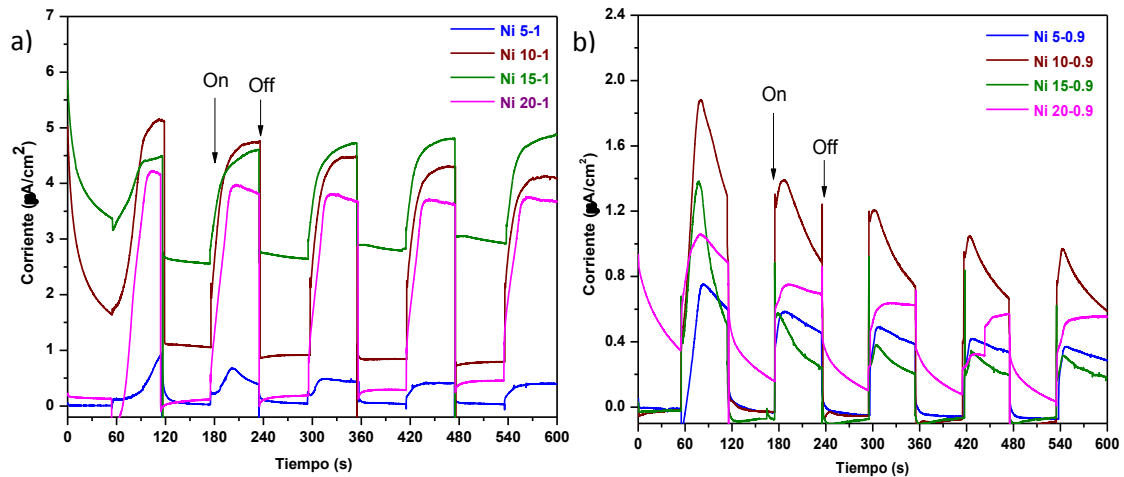 a)
Ni 5-1
Ni 10-1
Ni 15-1
Ni 20-1
On
Off
7
6
5
4
3
2
1
0
Corriente (µA/cm²)
0 60 120 180 240 300 360 420 480 540 600
Tiempo (s)
b)
Ni 5-0.9
Ni 10-0.9
Ni 15-0.9
Ni 20-0.9
On
Off
2.4
2.0
1.6
1.2
0.8
0.4
0.0
Corriente (µA/cm²)
0 60 120 180 240 300 360 420 480 540 600
Tiempo (s)